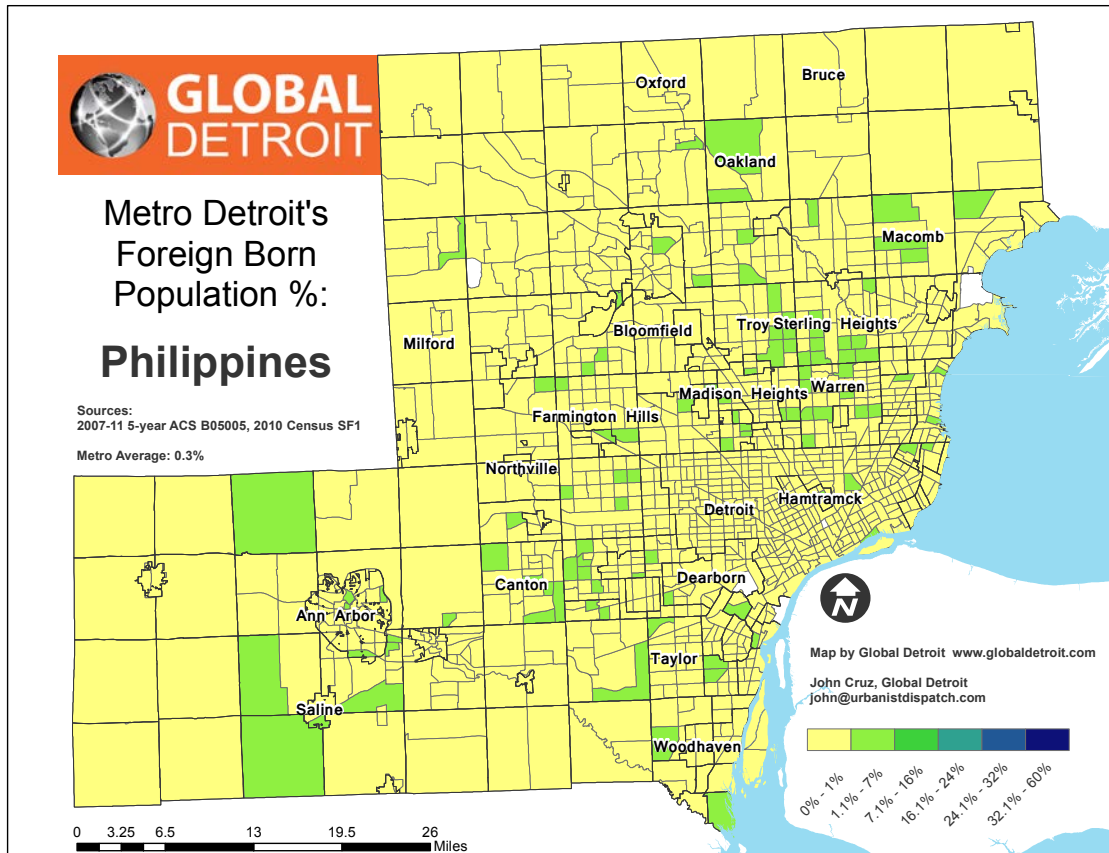 GLOBAL
DETROIT
Metro Detroit's
Foreign Born
Population %:
Philippines
Sources:
2007-11 5-year ACS B05005, 2010 Census SF1
Metro Average: 0.3%
Oxford
Bruce
Oakland
Macomb
Milford
Bloomfield
Troy
Sterling Heights
Madison Heights
Warren
Farmington Hills
Northville
Detroit
Hamtramck
Canton
Dearborn
Ann Arbor
Taylor
Saline
Woodhaven
N
Map by Global Detroit www.globaldetroit.com
John Cruz, Global Detroit
john@urbanistdispatch.com
0% - 1%
1.1% - 7%
7.1% - 16%
16.1% - 24%
24.1% - 32%
32.1% - 60%
0 3.25 6.5 13 19.5 26
Miles